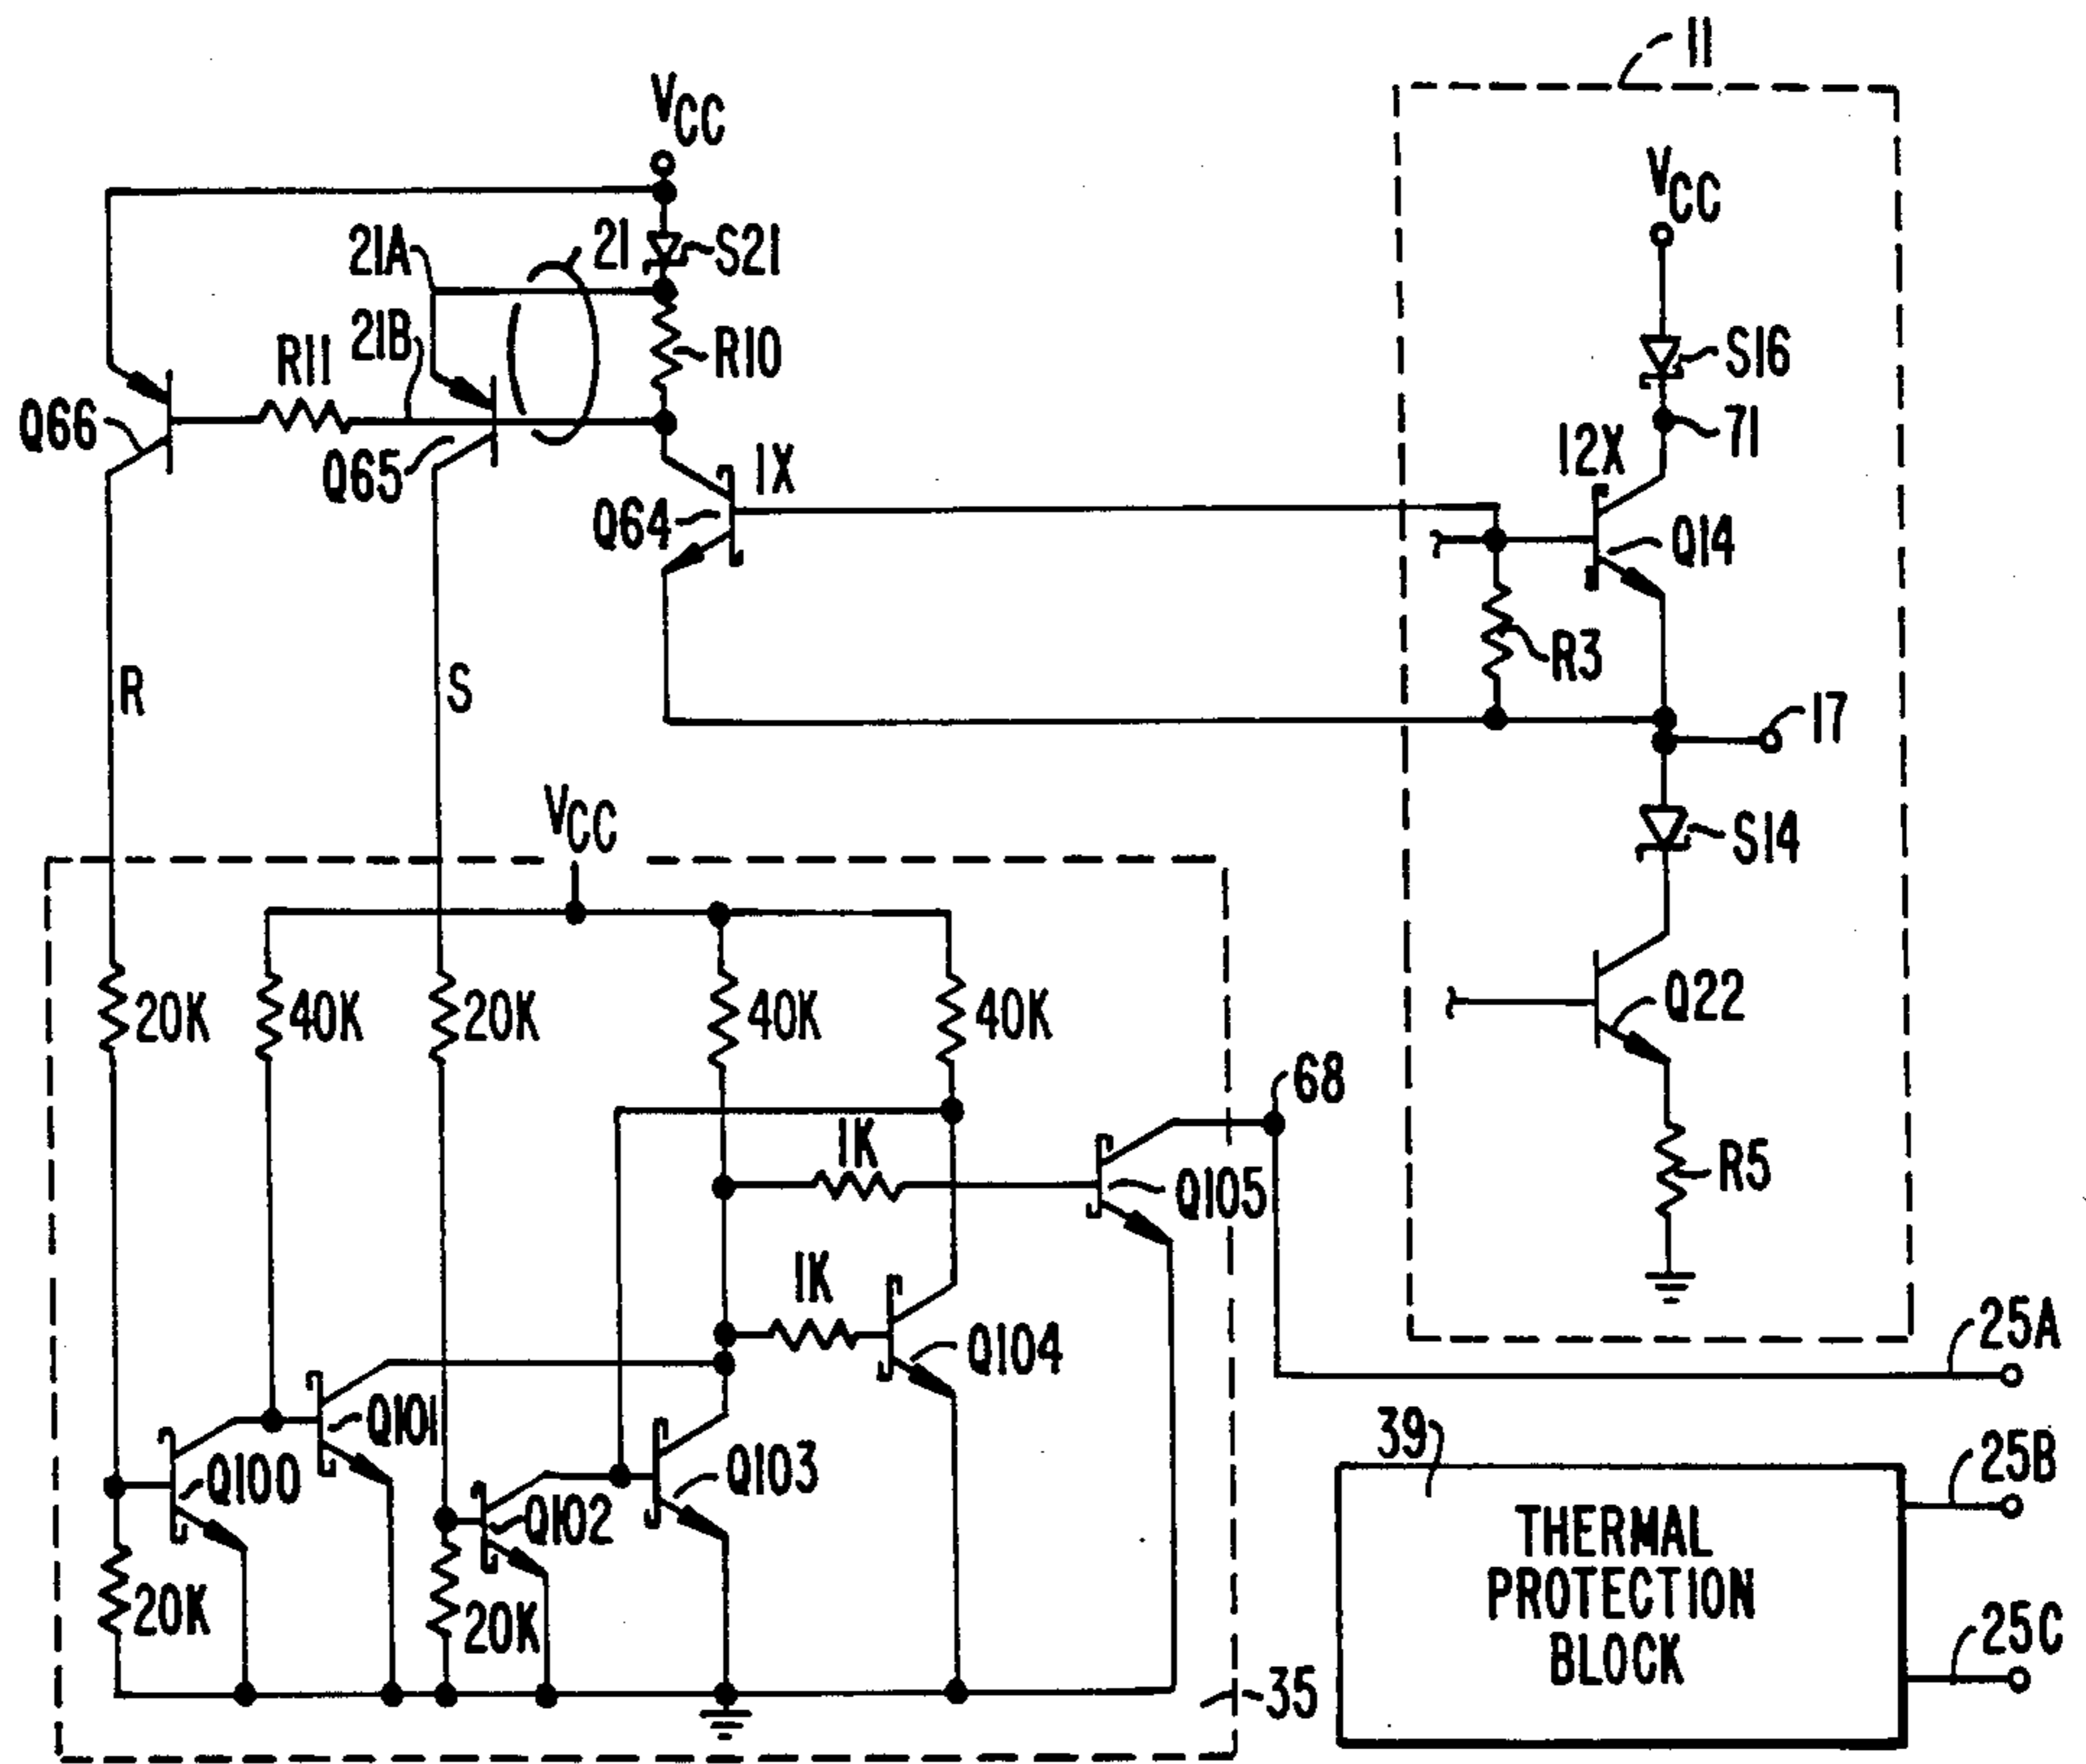 11
VCC
VCC
21A
21
S21
21B
R11
R10
S16
Q66
Q65
1X
12X
71
Q64
Q14
R3
R
S
17
VCC
S14
20K
40K
20K
40K
40K
Q22
68
1K
Q105
R5
1K
Q104
25A
Q101
Q103
39
25B
Q100
Q102
THERMAL
PROTECTION
BLOCK
20K
20K
25C
35